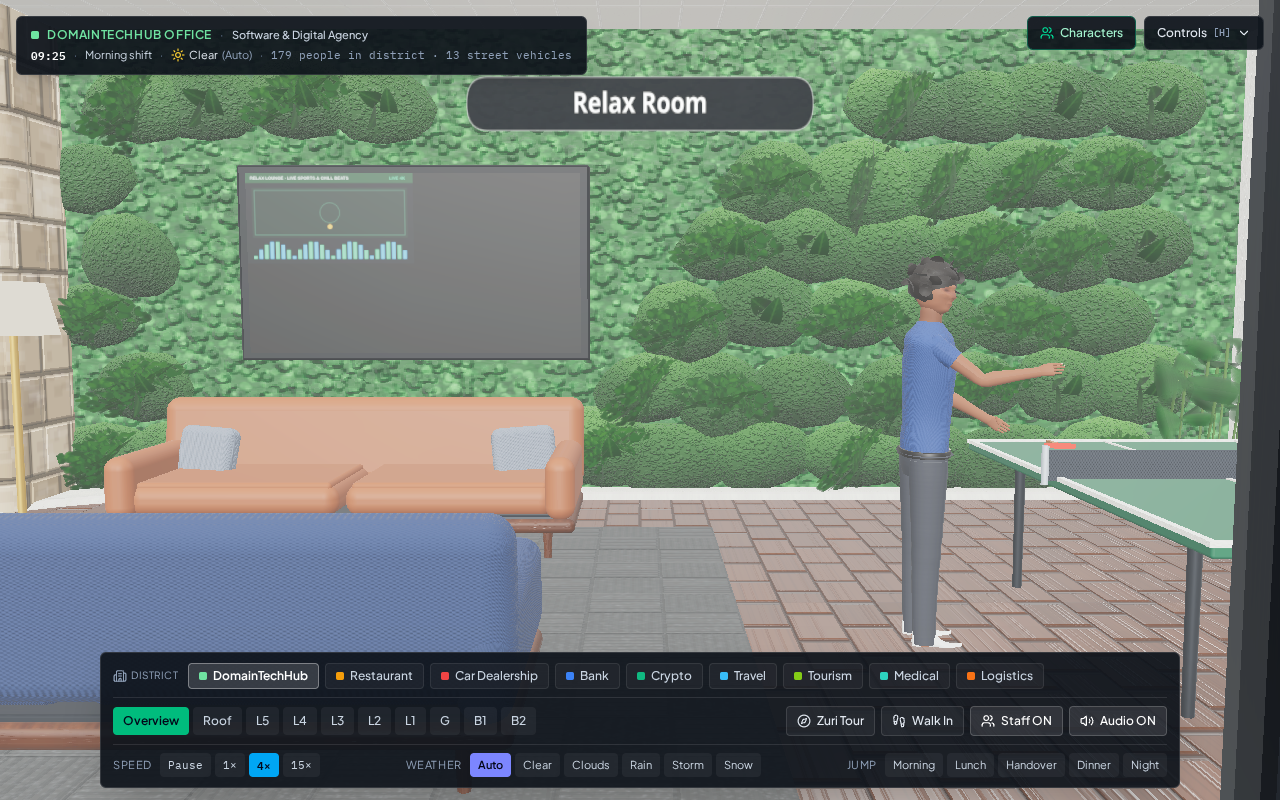 DOMAINTECHHUB OFFICE · Software & Digital Agency
09:25 · Morning shift · Clear (Auto) · 179 people in district · 13 street vehicles
Characters
Controls [H]
Relax Room
RELAX LOUNGE · LIVE SPORTS & CHILL BEATS
DISTRICT DomainTechHub Restaurant Car Dealership Bank Crypto Travel Tourism Medical Logistics
Overview Roof L5 L4 L3 L2 L1 G B1 B2 Zuri Tour Walk In Staff ON Audio ON
SPEED Pause 1× 4× 15× WEATHER Auto Clear Clouds Rain Storm Snow JUMP Morning Lunch Handover Dinner Night